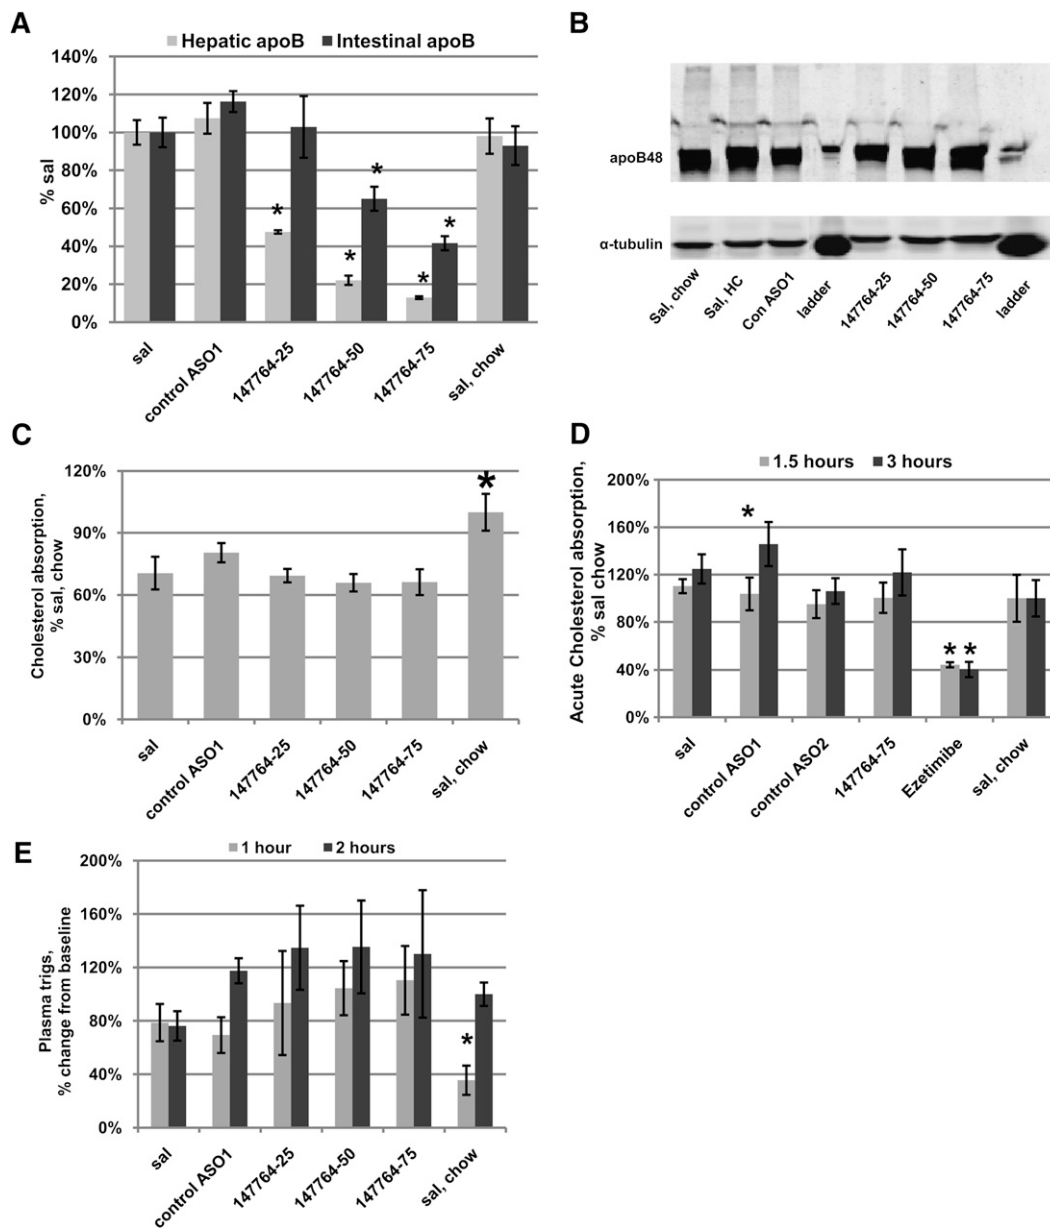 A
Hepatic apoB Intestinal apoB
140%
120%
100%
80%
60%
40%
20%
0%
% sal
* * * * *
sal
control ASO1
147764-25
147764-50
147764-75
sal, chow
B
apoB48
α-tubulin
Sal, chow
Sal, HC
Con ASO1
ladder
147764-25
147764-50
147764-75
ladder
C
120%
90%
60%
30%
0%
Cholesterol absorption,
% sal, chow
*
sal
control ASO1
147764-25
147764-50
147764-75
sal, chow
D
1.5 hours 3 hours
200%
160%
120%
80%
40%
0%
Acute Cholesterol absorption,
% sal chow
*
* *
sal
control ASO1
control ASO2
147764-75
Ezetimibe
sal, chow
E
1 hour 2 hours
200%
160%
120%
80%
40%
0%
Plasma trigs,
% change from baseline
*
sal
control ASO1
147764-25
147764-50
147764-75
sal, chow